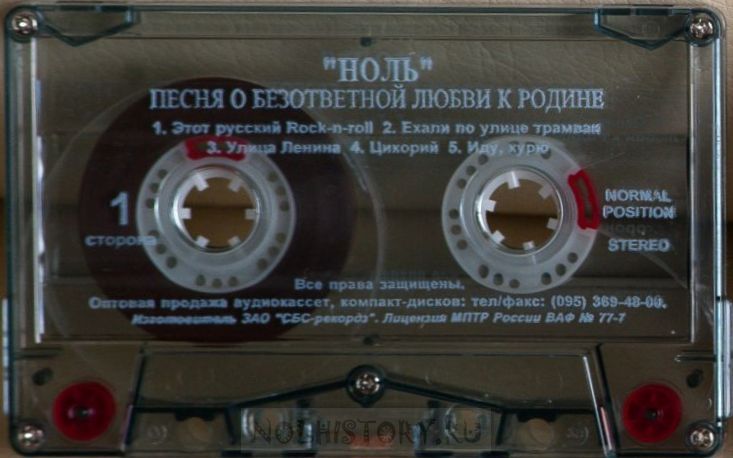 "НОЛЬ"
ПЕСНЯ О БЕЗОТВЕТНОЙ ЛЮБВИ К РОДИНЕ
1. Этот русский Rock-n-roll 2. Ехали по улице трамваи
3. Улица Ленина 4. Цикорий 5. Иду, курю
1
сторона
NORMAL
POSITION
STEREO
Все права защищены.
Оптовая продажа аудиокассет, компакт-дисков: тел/факс: (095) 369-48-00.
Изготовитель ЗАО "СБС-рекордз". Лицензия МПТР России ВАФ № 77-7
NOLHISTORY.RU